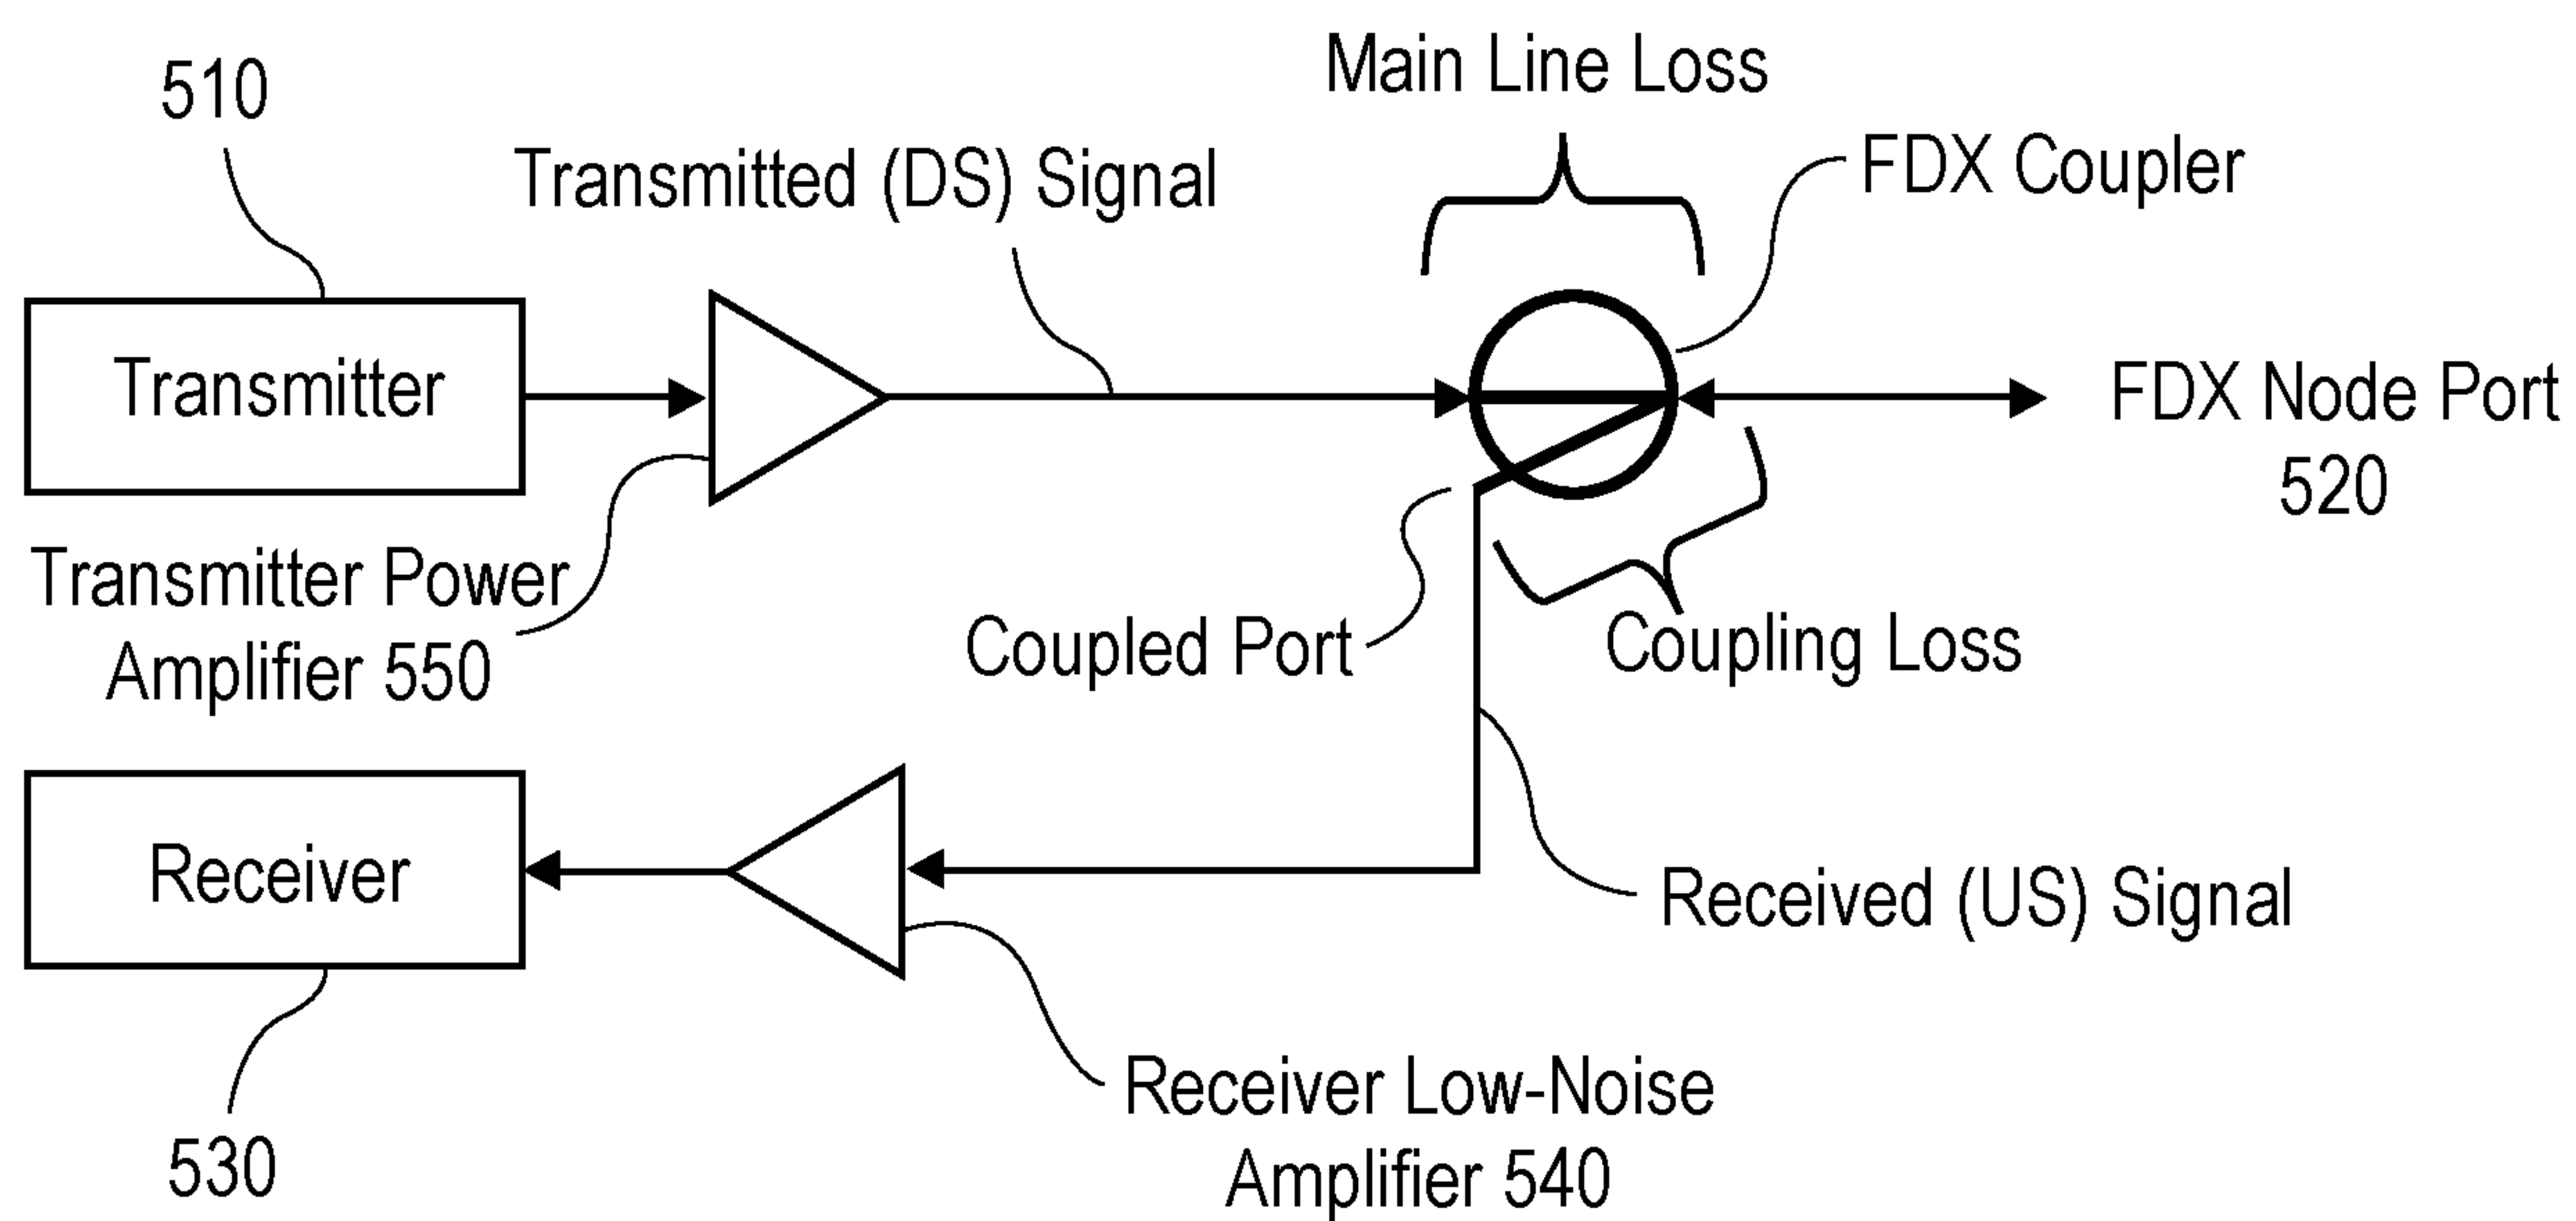 Main Line Loss
510
FDX Coupler
Transmitted (DS) Signal
Transmitter
FDX Node Port
520
Transmitter Power
Amplifier 550
Coupled Port
Coupling Loss
Receiver
Received (US) Signal
Receiver Low-Noise
Amplifier 540
530